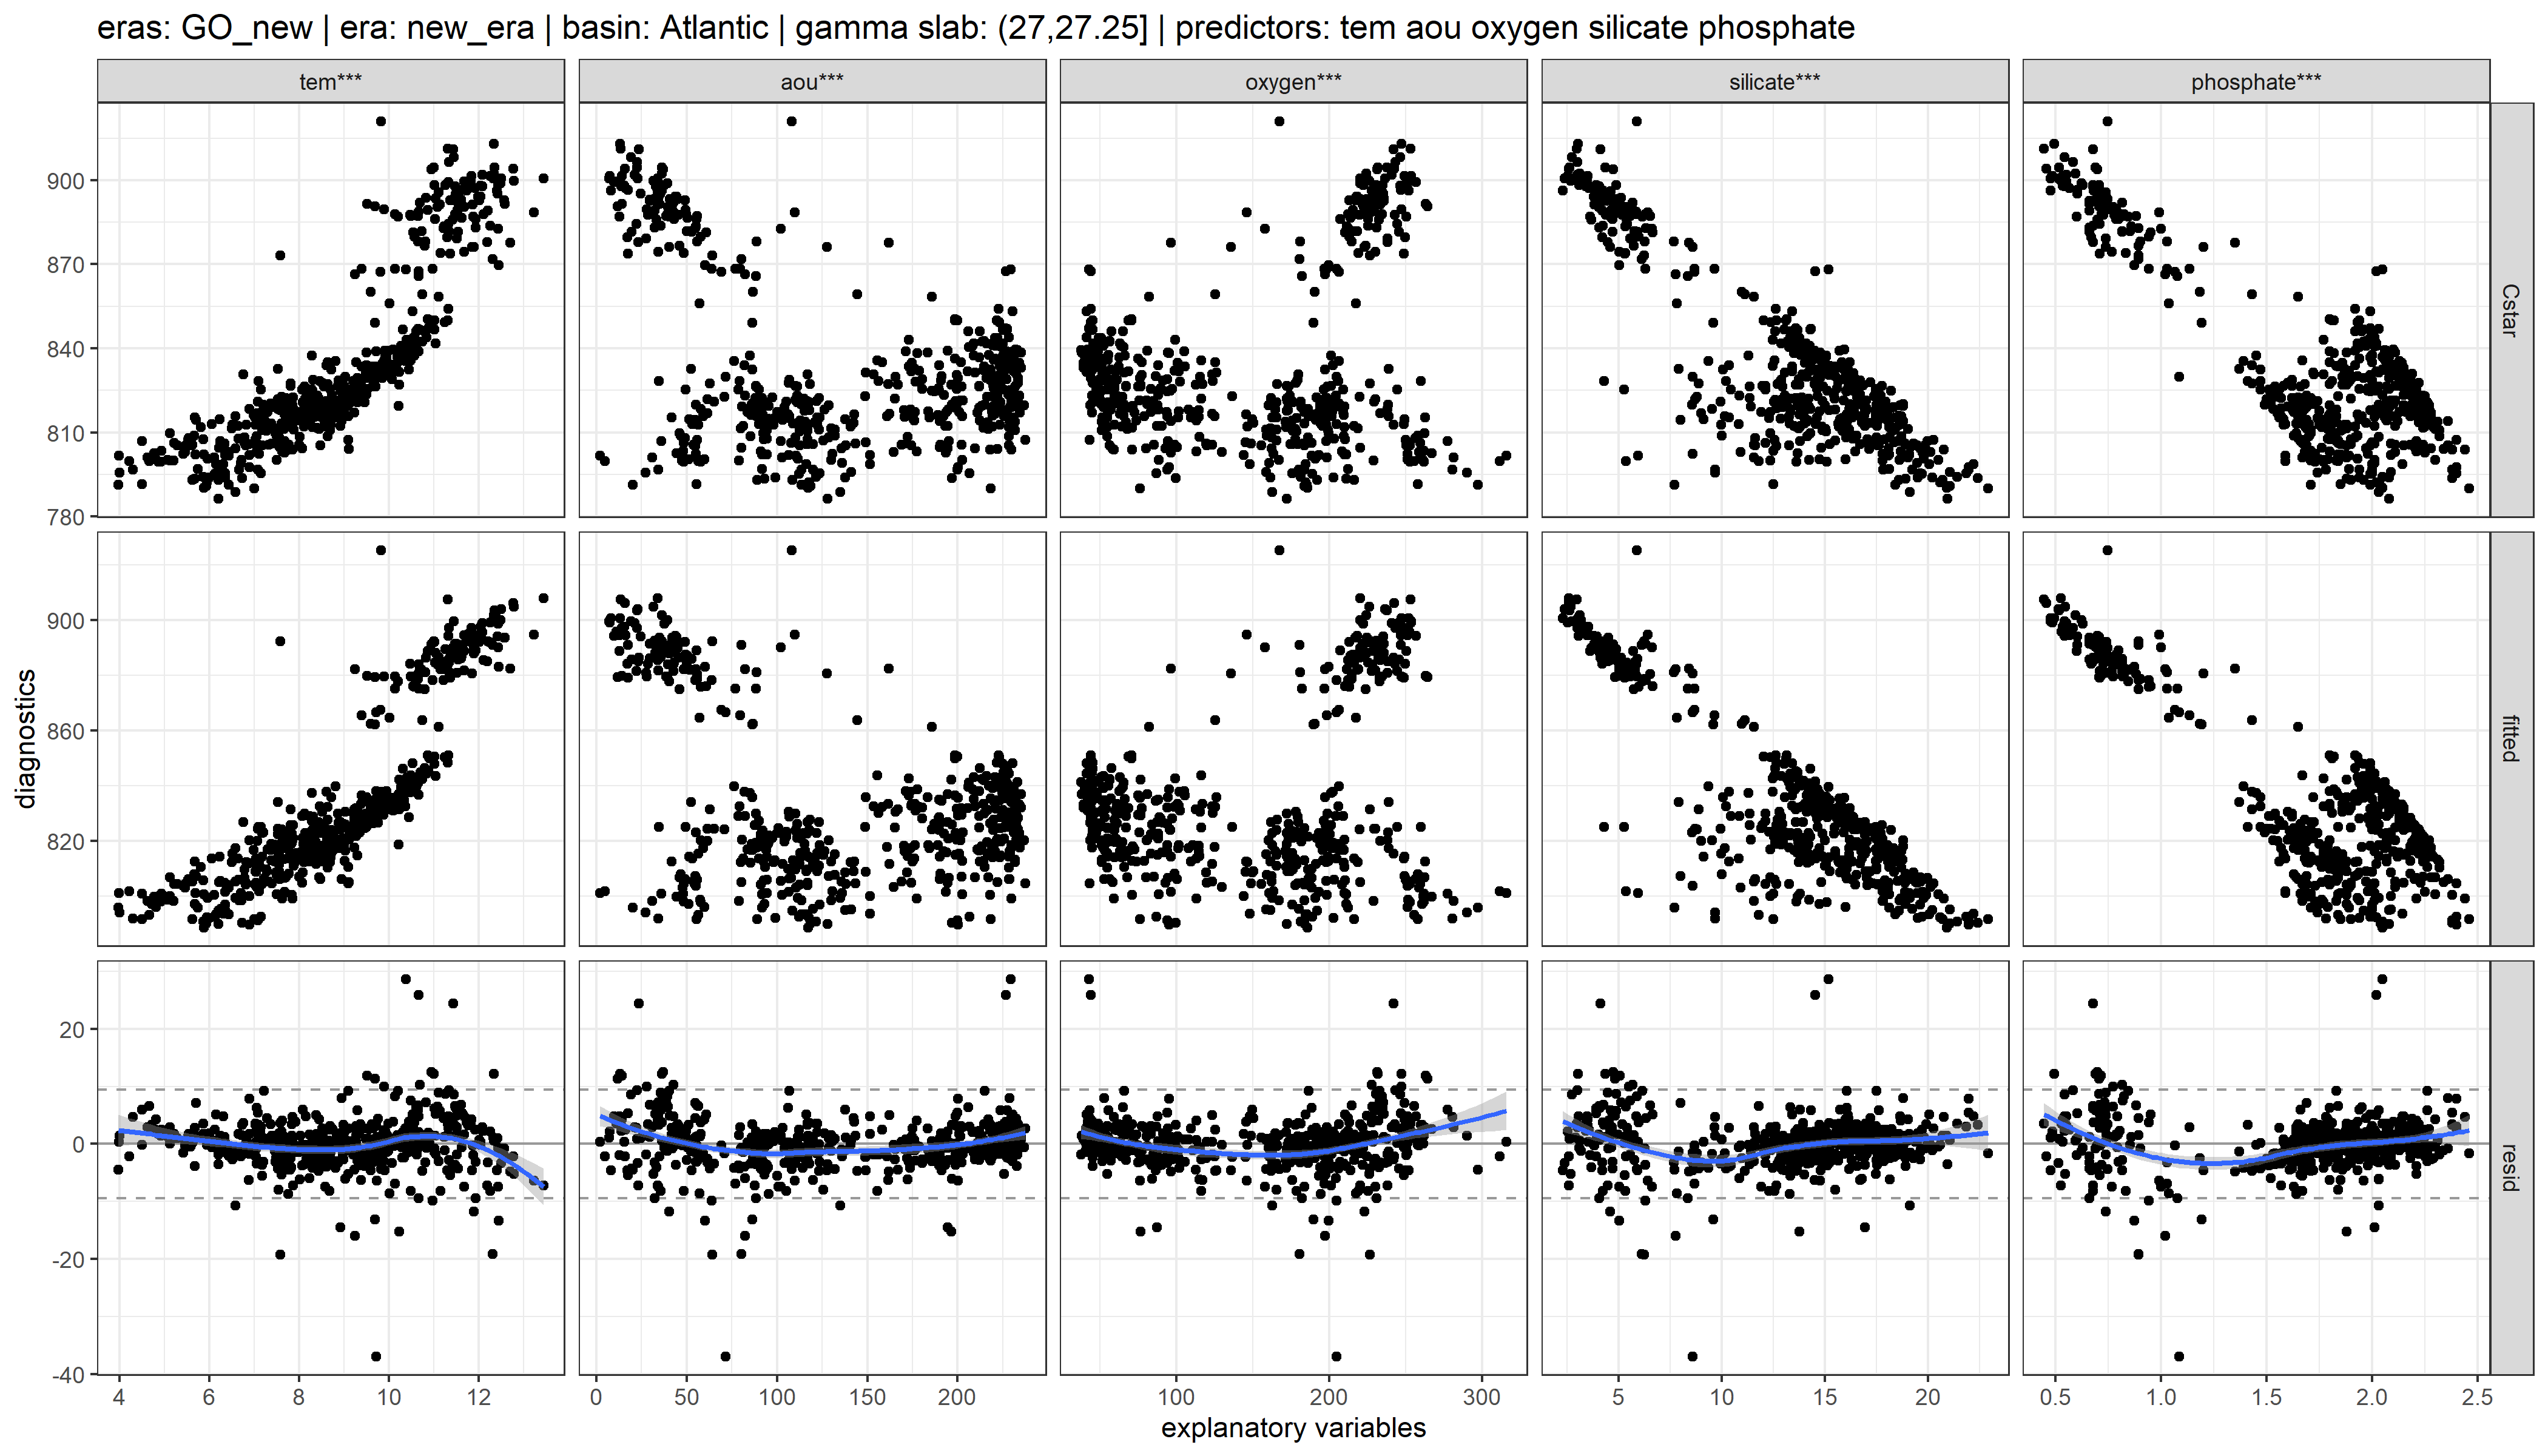 eras: GO_new | era: new_era | basin: Atlantic | gamma slab: (27,27.25] | predictors: tem aou oxygen silicate phosphate
tem*** aou*** oxygen*** silicate*** phosphate***
900
870
840
810
780
Cstar
900
860
820
fitted
diagnostics
20
0
-20
-40
resid
4 6 8 10 12 0 50 100 150 200 100 200 300 5 10 15 20 0.5 1.0 1.5 2.0 2.5
explanatory variables